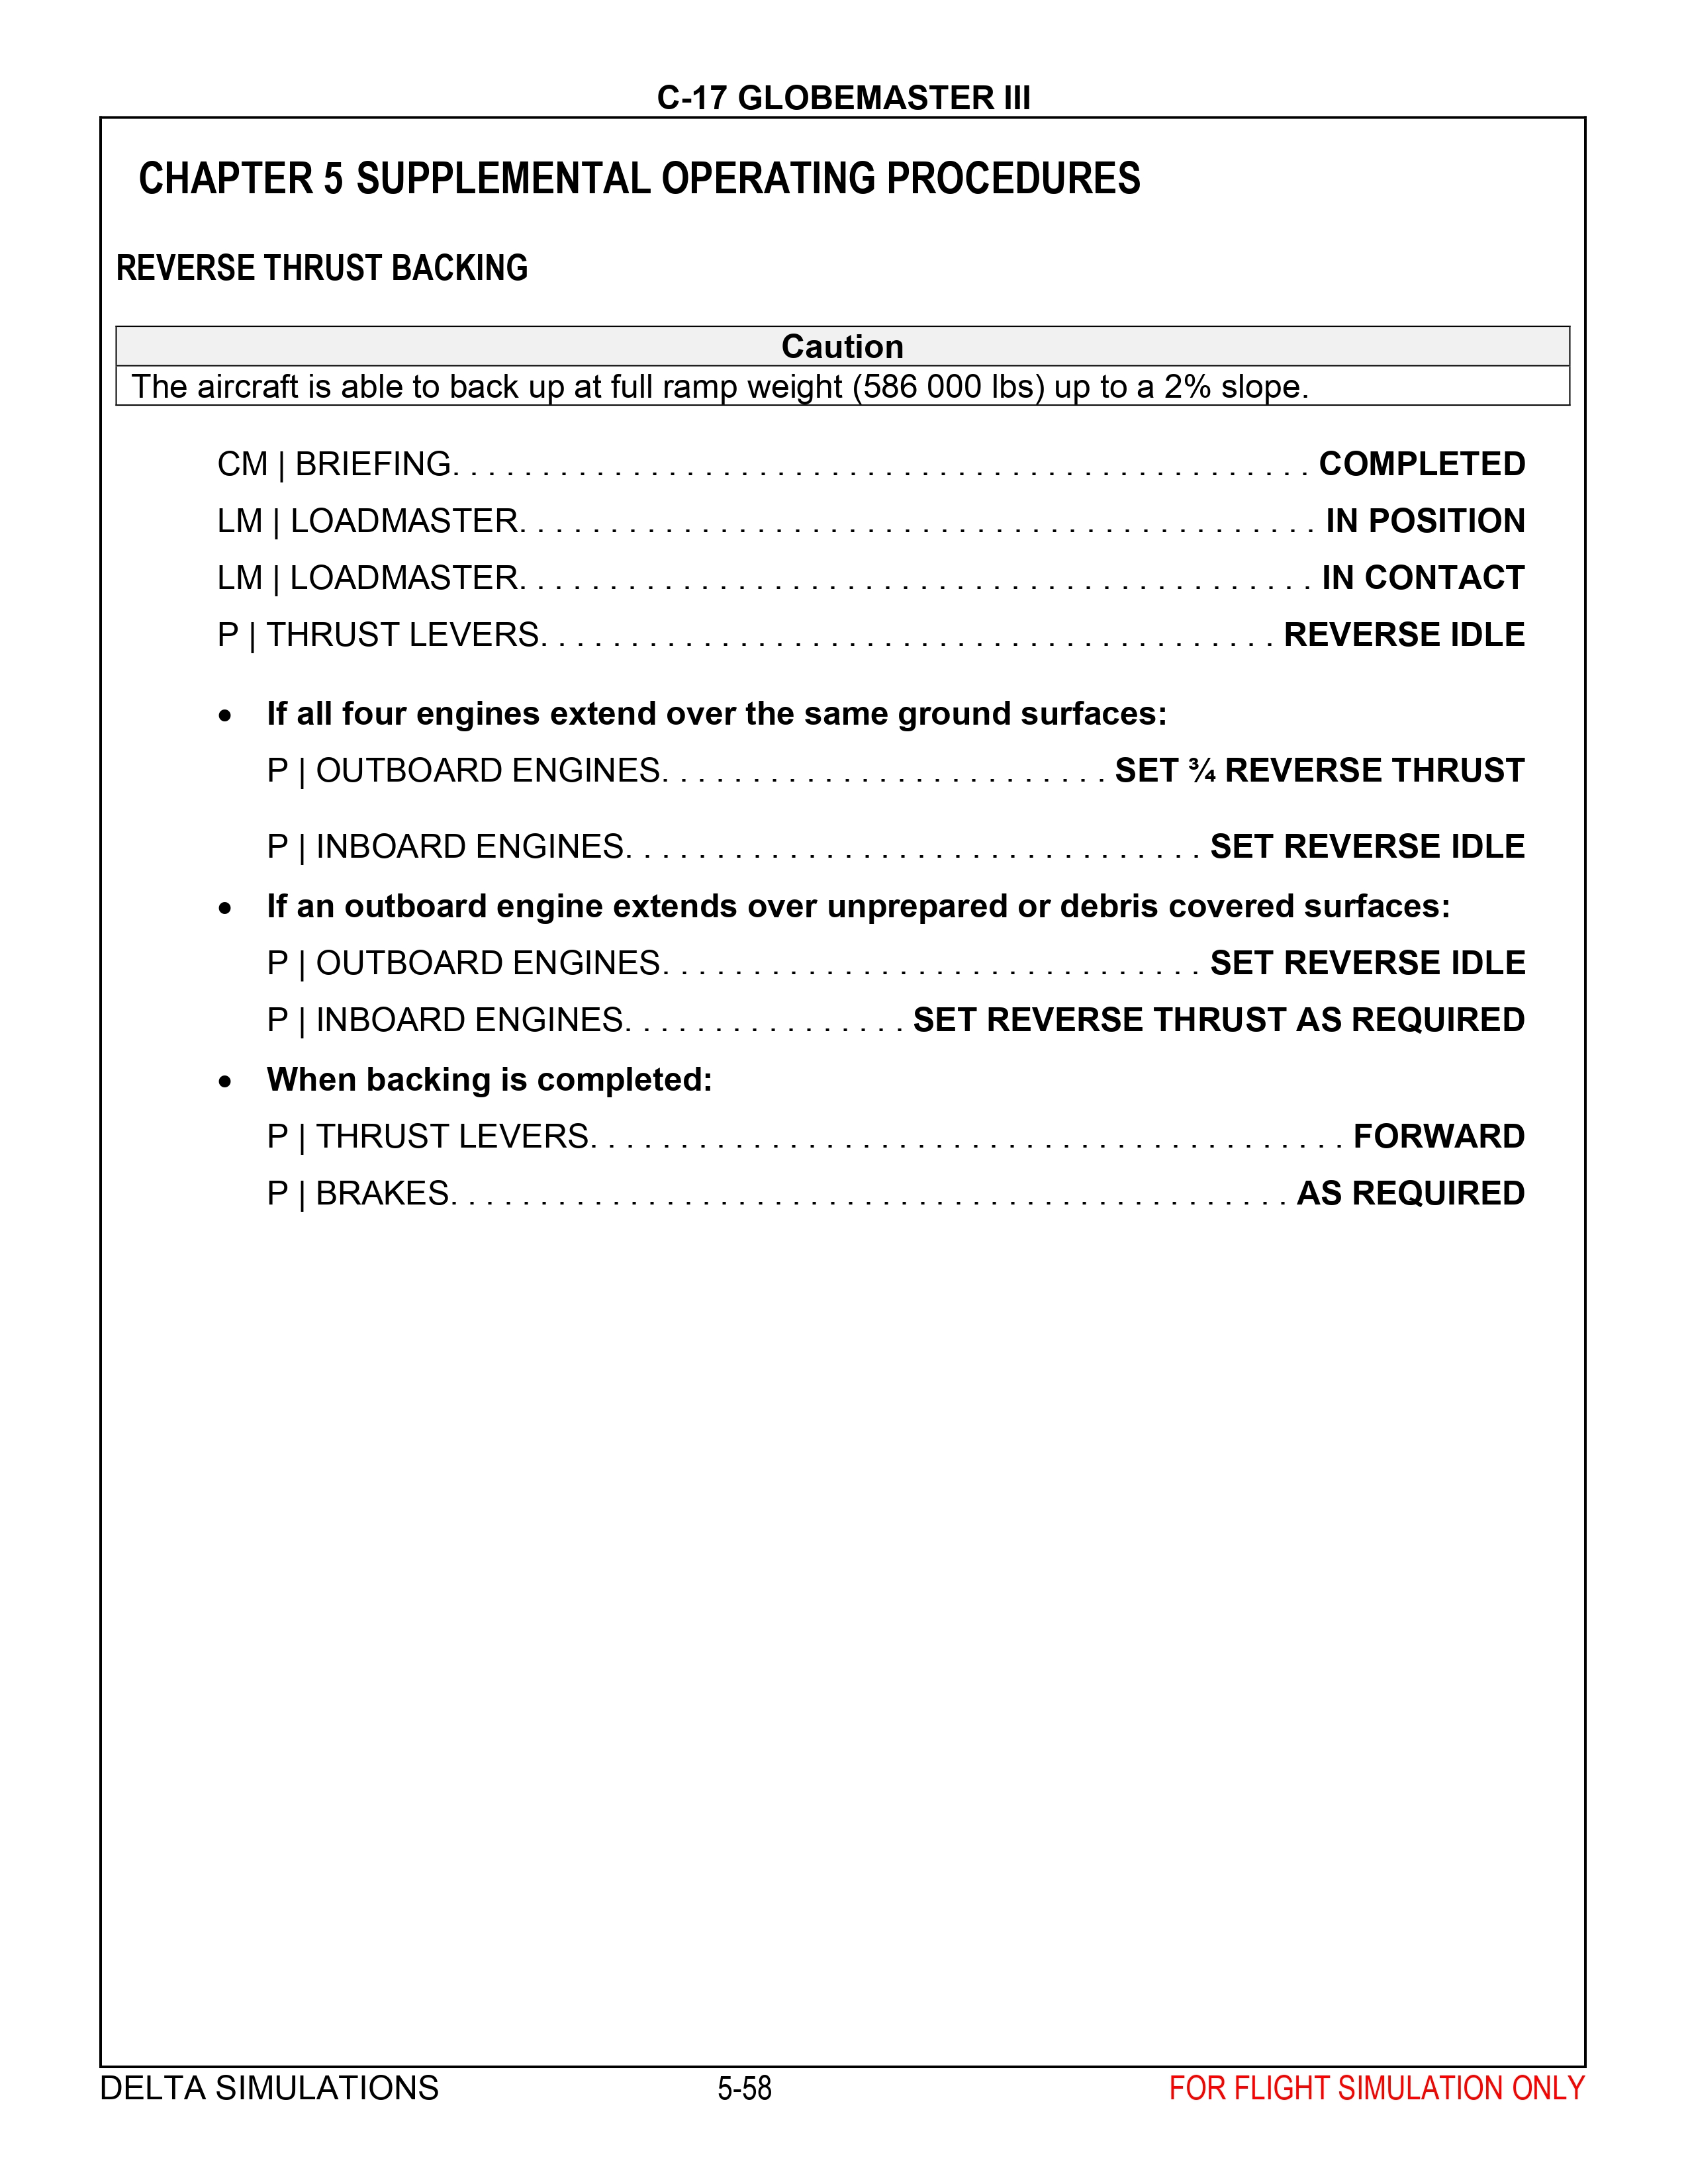 C-17 GLOBEMASTER III
CHAPTER 5 SUPPLEMENTAL OPERATING PROCEDURES
REVERSE THRUST BACKING
Caution
The aircraft is able to back up at full ramp weight (586 000 lbs) up to a 2% slope.
CM | BRIEFING. . . . . . . . . . . . . . . . . . . . . . . . . . . . . . . . . . . . . . . . . . . . . . . . COMPLETED
LM | LOADMASTER. . . . . . . . . . . . . . . . . . . . . . . . . . . . . . . . . . . . . . . . . . . . IN POSITION
LM | LOADMASTER. . . . . . . . . . . . . . . . . . . . . . . . . . . . . . . . . . . . . . . . . . . . IN CONTACT
P | THRUST LEVERS. . . . . . . . . . . . . . . . . . . . . . . . . . . . . . . . . . . . . . . . . REVERSE IDLE
• If all four engines extend over the same ground surfaces:
P | OUTBOARD ENGINES. . . . . . . . . . . . . . . . . . . . . . . . . SET ¾ REVERSE THRUST
P | INBOARD ENGINES. . . . . . . . . . . . . . . . . . . . . . . . . . . . . . . . SET REVERSE IDLE
• If an outboard engine extends over unprepared or debris covered surfaces:
P | OUTBOARD ENGINES. . . . . . . . . . . . . . . . . . . . . . . . . . . . . . SET REVERSE IDLE
P | INBOARD ENGINES. . . . . . . . . . . . . . . . SET REVERSE THRUST AS REQUIRED
• When backing is completed:
P | THRUST LEVERS. . . . . . . . . . . . . . . . . . . . . . . . . . . . . . . . . . . . . . . . . . FORWARD
P | BRAKES. . . . . . . . . . . . . . . . . . . . . . . . . . . . . . . . . . . . . . . . . . . . . . . AS REQUIRED
DELTA SIMULATIONS 5-58 FOR FLIGHT SIMULATION ONLY